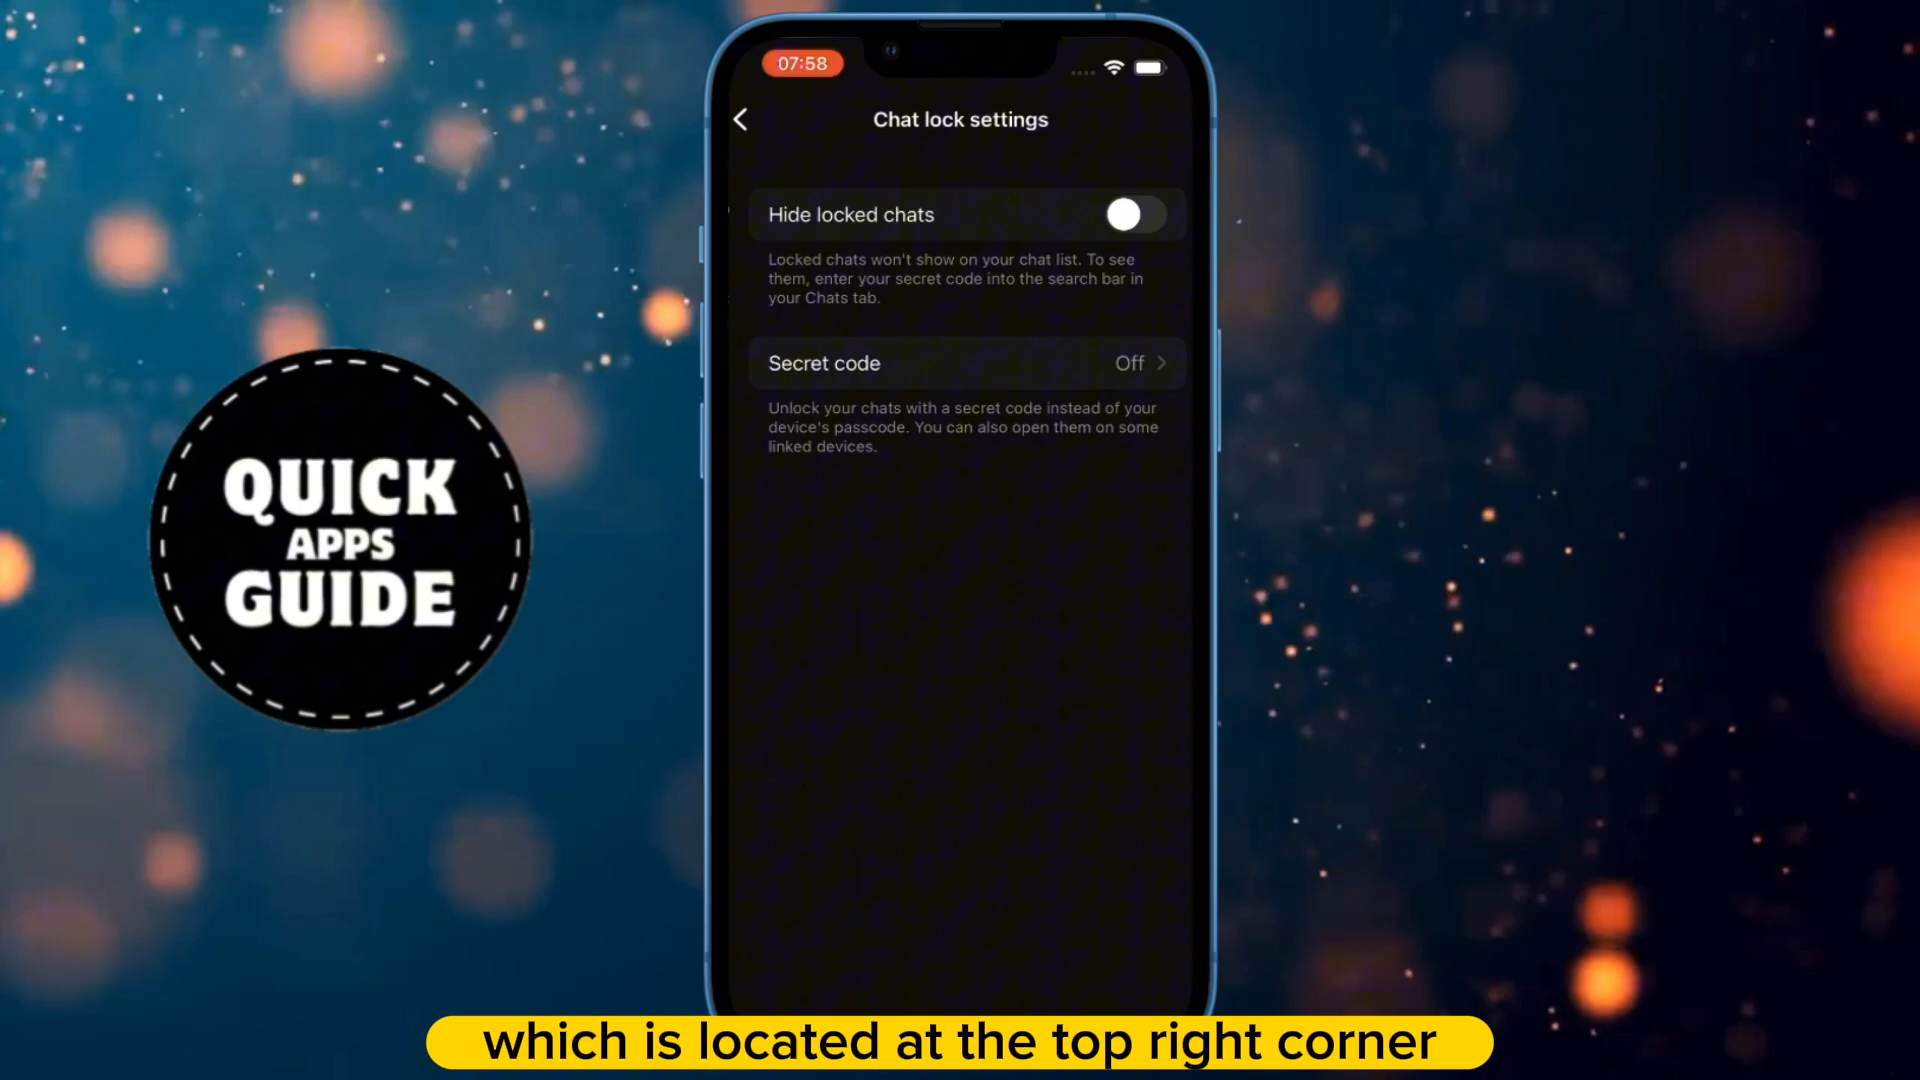 07:58
Chat lock settings
Hide locked chats
Locked chats won't show on your chat list. To see
them, enter your secret code into the search bar in
your Chats tab.
Secret code
Off
Unlock your chats with a secret code instead of your
device's passcode. You can also open them on some
linked devices.
QUICK
APPS
GUIDE
which is located at the top right corner